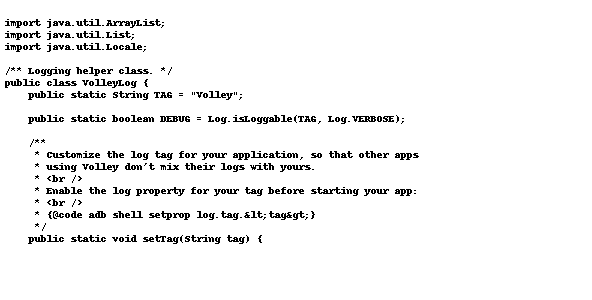 import java.util.ArrayList;
import java.util.List;
import java.util.Locale;

/** Logging helper class. */
public class VolleyLog {
    public static String TAG = "Volley";

    public static boolean DEBUG = Log.isLoggable(TAG, Log.VERBOSE);

    /**
     * Customize the log tag for your application, so that other apps
     * using Volley don't mix their logs with yours.
     * <br />
     * Enable the log property for your tag before starting your app:
     * <br />
     * {@code adb shell setprop log.tag.&lt;tag&gt;}
     */
    public static void setTag(String tag) {